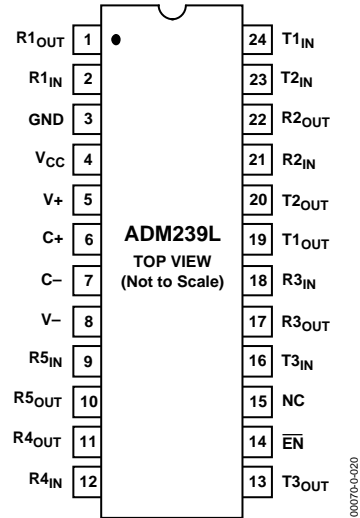 R1OUT 1 24 T1IN
R1IN 2 23 T2IN
GND 3 22 R2OUT
VCC 4 21 R2IN
V+ 5 20 T2OUT
C+ 6 ADM239L 19 T1OUT
TOP VIEW
C– 7 (Not to Scale) 18 R3IN
V– 8 17 R3OUT
R5IN 9 16 T3IN
R5OUT 10 15 NC
R4OUT 11 14 E̅N̅
R4IN 12 13 T3OUT
00070-0-020